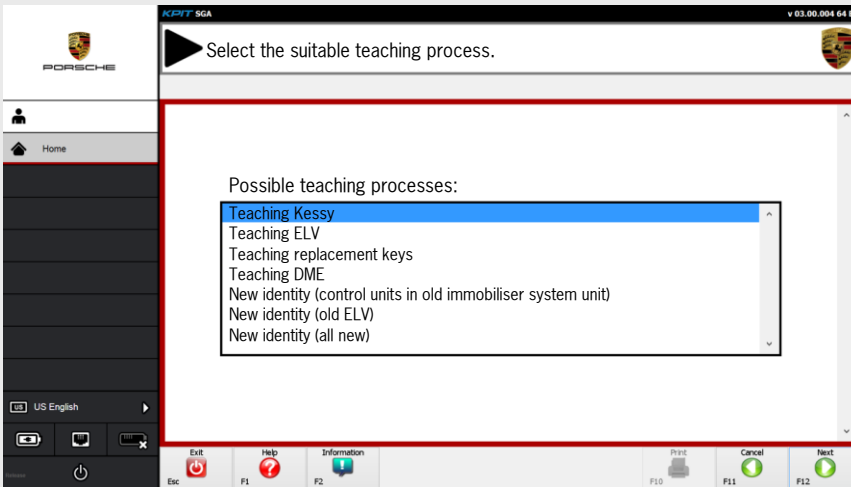 KPIT SGA
v 03.00.004 64
PORSCHE
Select the suitable teaching process.
Home
Possible teaching processes:
Teaching Kessy
Teaching ELV
Teaching replacement keys
Teaching DME
New identity (control units in old immobiliser system unit)
New identity (old ELV)
New identity (all new)
US US English
Exit
Esc
Help
F1
Information
F2
Print
F10
Cancel
F11
Next
F12